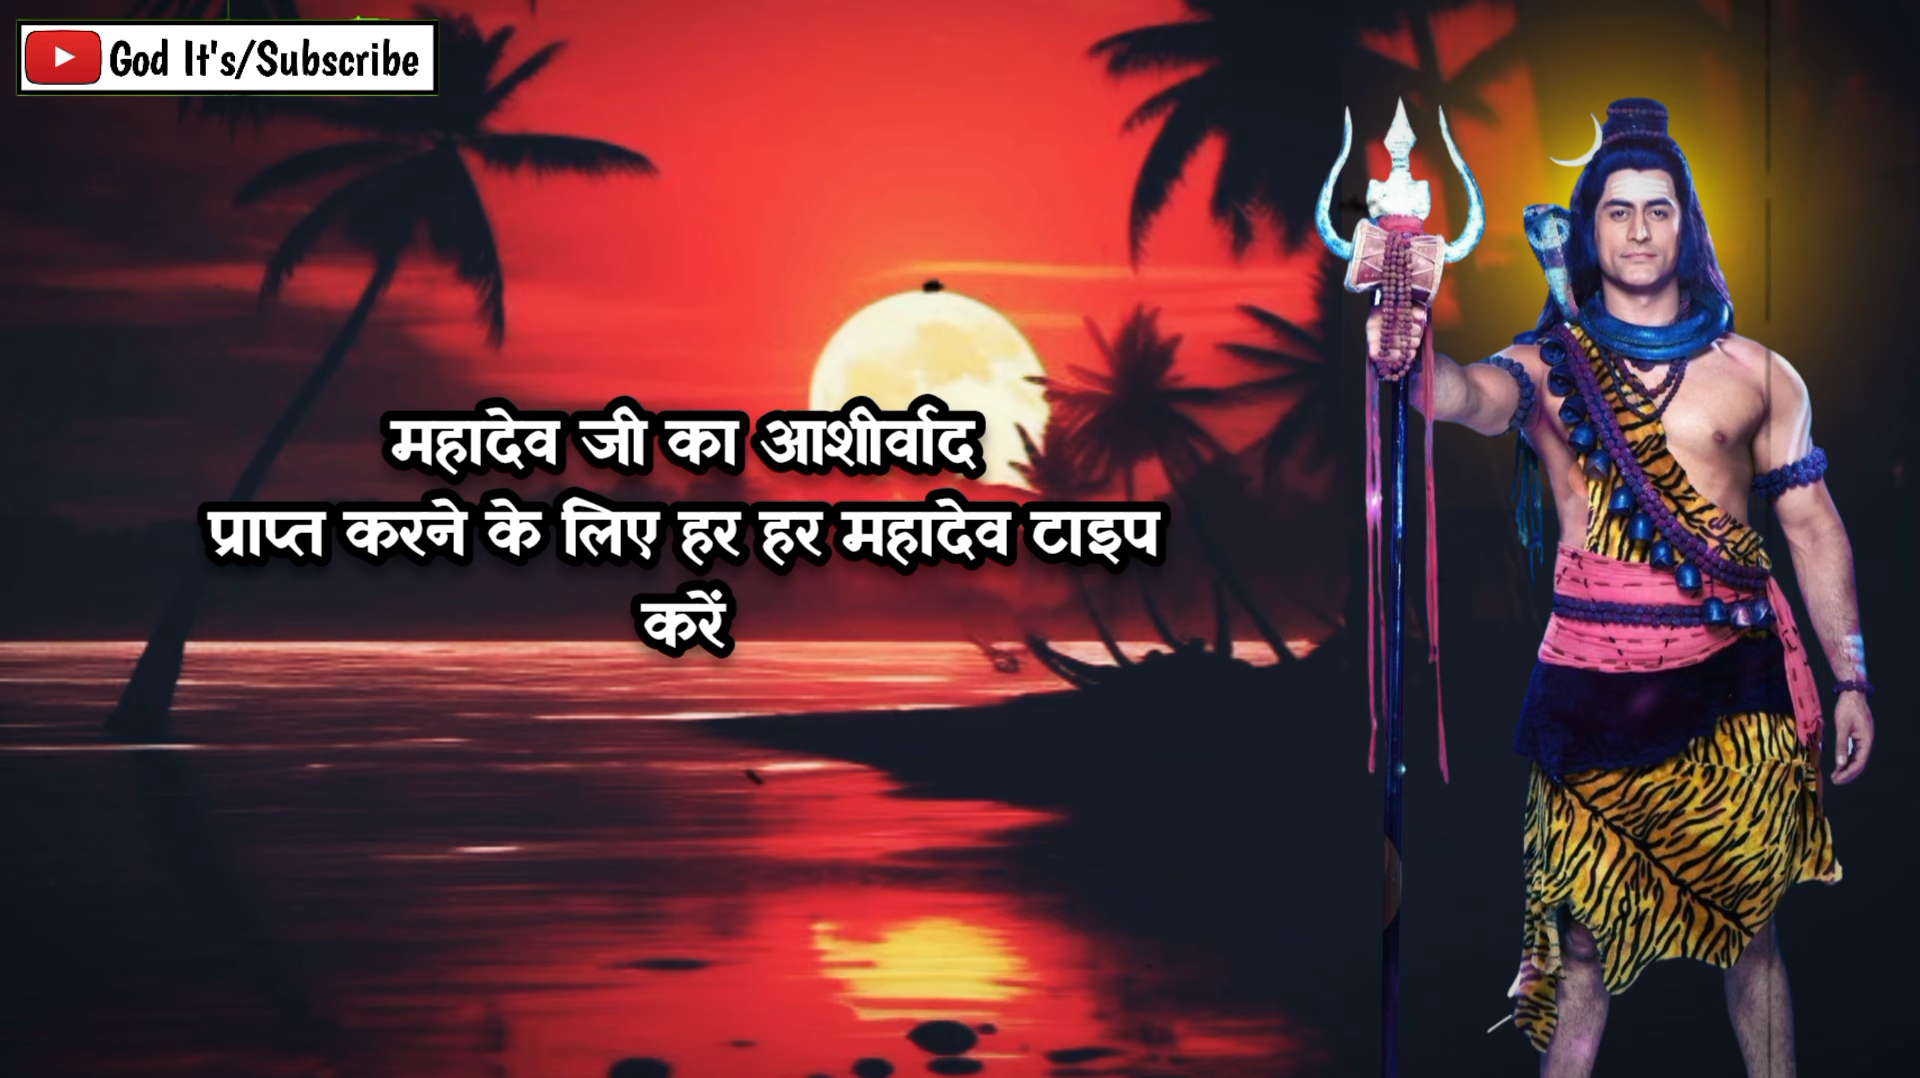 God It's/Subscribe
महादेव जी का आशीर्वाद
प्राप्त करने के लिए हर हर महादेव टाइप
करें